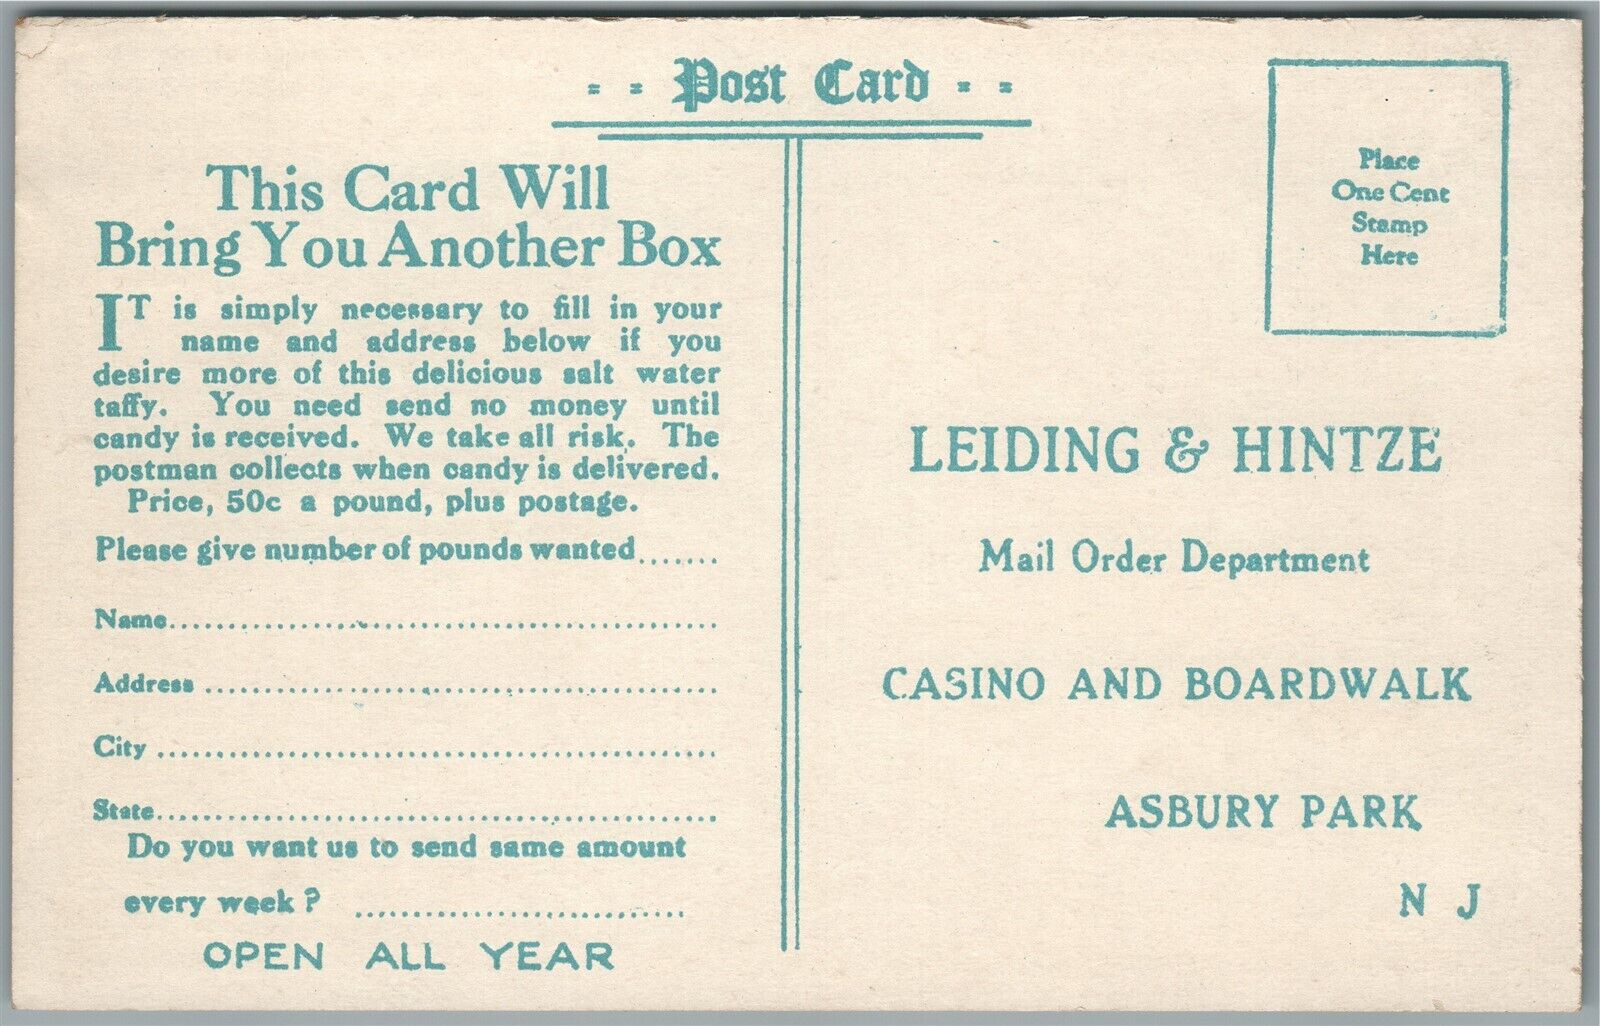 - - Post Card - -
This Card Will
Bring You Another Box
IT is simply necessary to fill in your
name and address below if you
desire more of this delicious salt water
taffy. You need send no money until
candy is received. We take all risk. The
postman collects when candy is delivered.
Price, 50c a pound, plus postage.
Please give number of pounds wanted.......
Name..............................................
Address ..........................................
City ..............................................
State..............................................
Do you want us to send same amount
every week? ............................
OPEN ALL YEAR
Place
One Cent
Stamp
Here
LEIDING & HINTZE
Mail Order Department
CASINO AND BOARDWALK
ASBURY PARK
N J